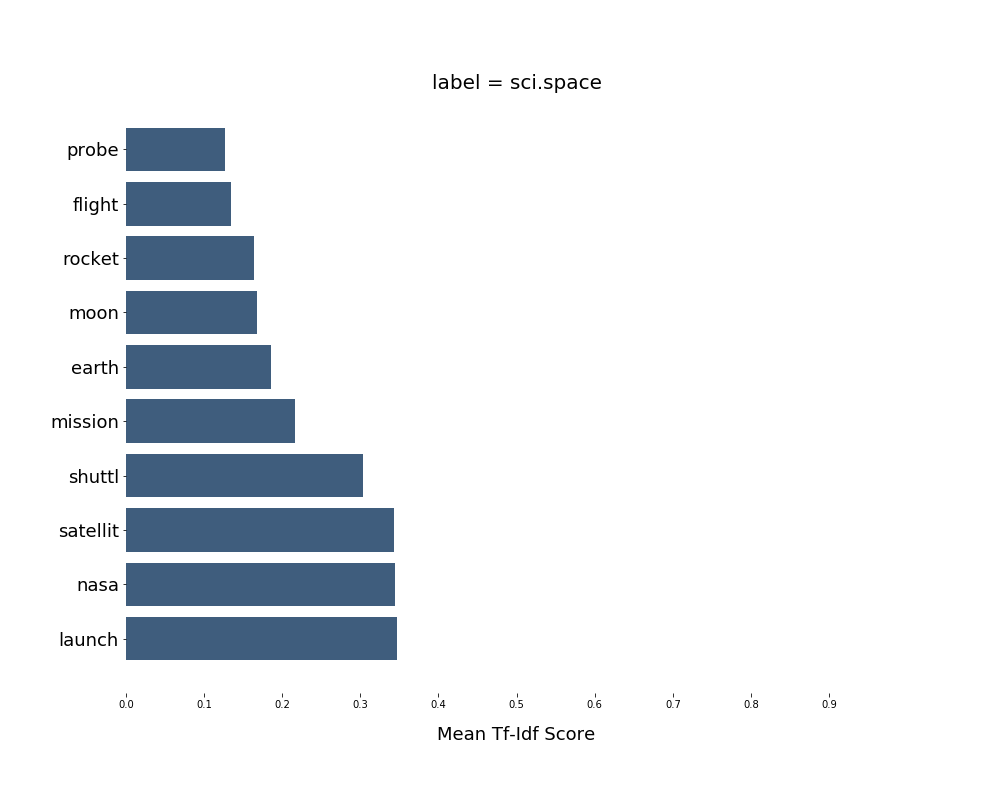 label = sci.space
probe
flight
rocket
moon
earth
mission
shuttl
satellit
nasa
launch
0.0 0.1 0.2 0.3 0.4 0.5 0.6 0.7 0.8 0.9
Mean Tf-Idf Score